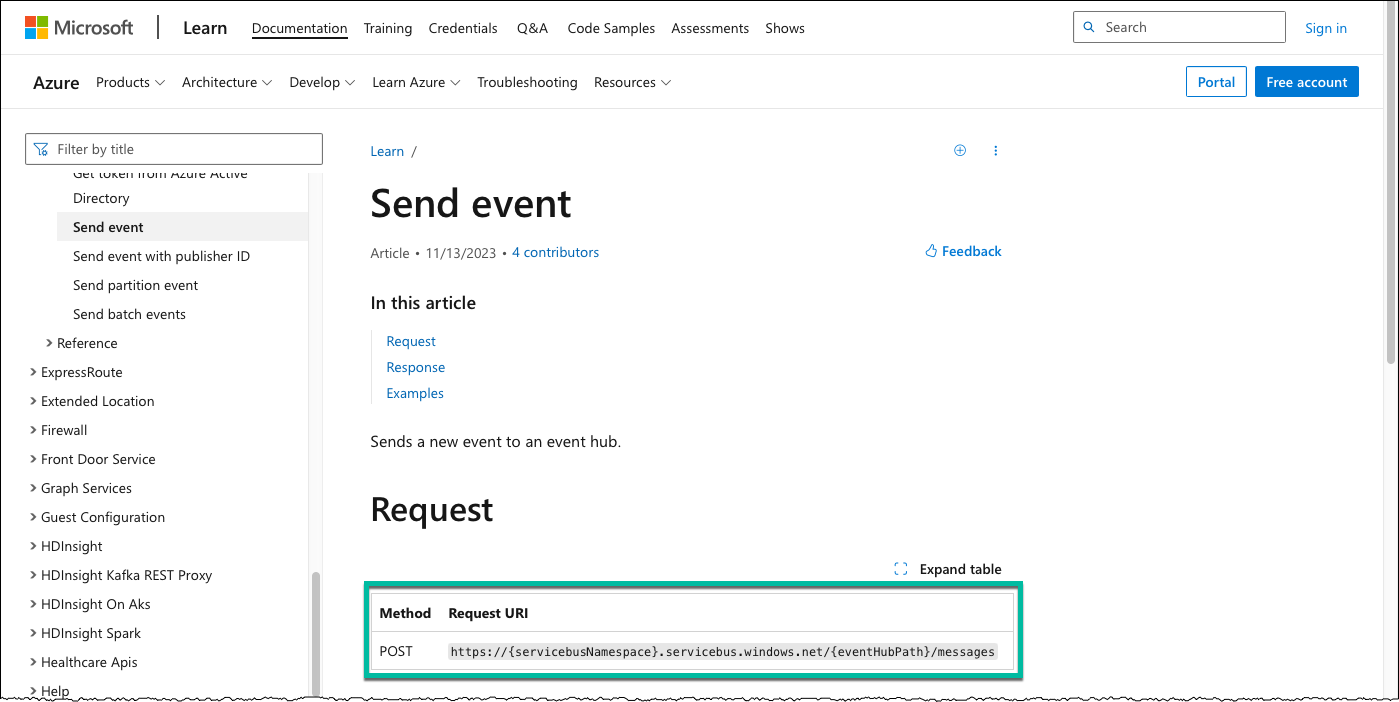 Microsoft Learn Documentation Training Credentials Q&A Code Samples Assessments Shows Search Sign in
Azure Products Architecture Develop Learn Azure Troubleshooting Resources Portal Free account
Filter by title
Get token from Azure Active
Directory
Send event
Send event with publisher ID
Send partition event
Send batch events
Reference
ExpressRoute
Extended Location
Firewall
Front Door Service
Graph Services
Guest Configuration
HDInsight
HDInsight Kafka REST Proxy
HDInsight On Aks
HDInsight Spark
Healthcare Apis
Help
Learn /
Send event
Article • 11/13/2023 • 4 contributors
Feedback
In this article
Request
Response
Examples
Sends a new event to an event hub.
Request
Expand table
Method Request URI
POST https://{servicebusNamespace}.servicebus.windows.net/{eventHubPath}/messages